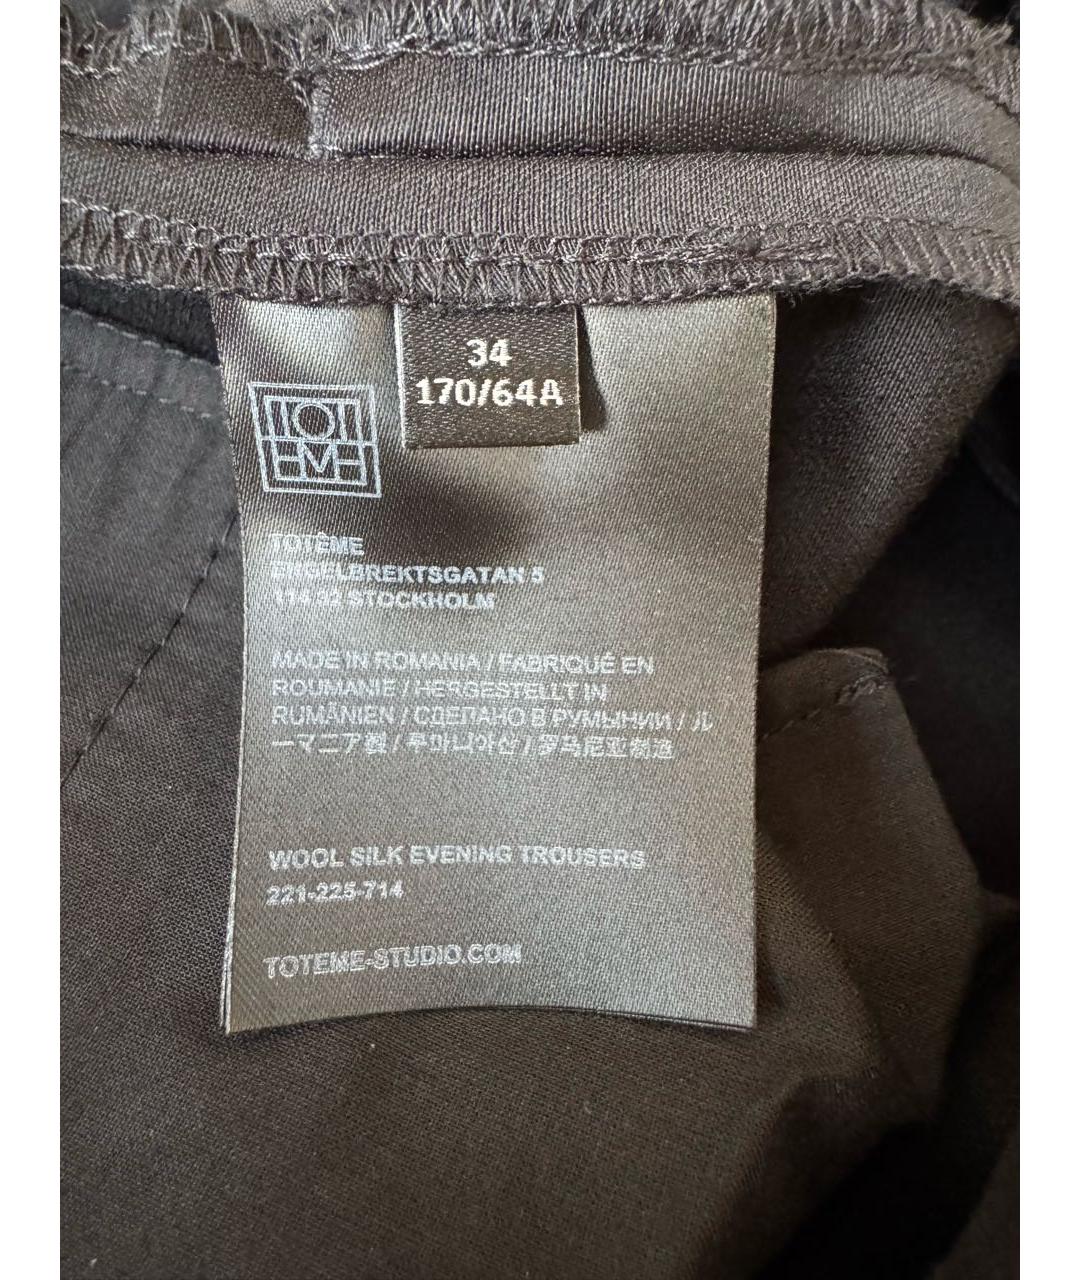 34
170/64A
TOTEME
TOTÊME
ENGELBREKTSGATAN 5
114 32 STOCKHOLM
MADE IN ROMANIA / FABRIQUÉ EN
ROUMANIE / HERGESTELLT IN
RUMÄNIEN / СДЕЛАНО В РУМЫНИИ / ル
ーマニア製 / 루마니아산 / 罗马尼亚制造
WOOL SILK EVENING TROUSERS
221-225-714
TOTEME-STUDIO.COM